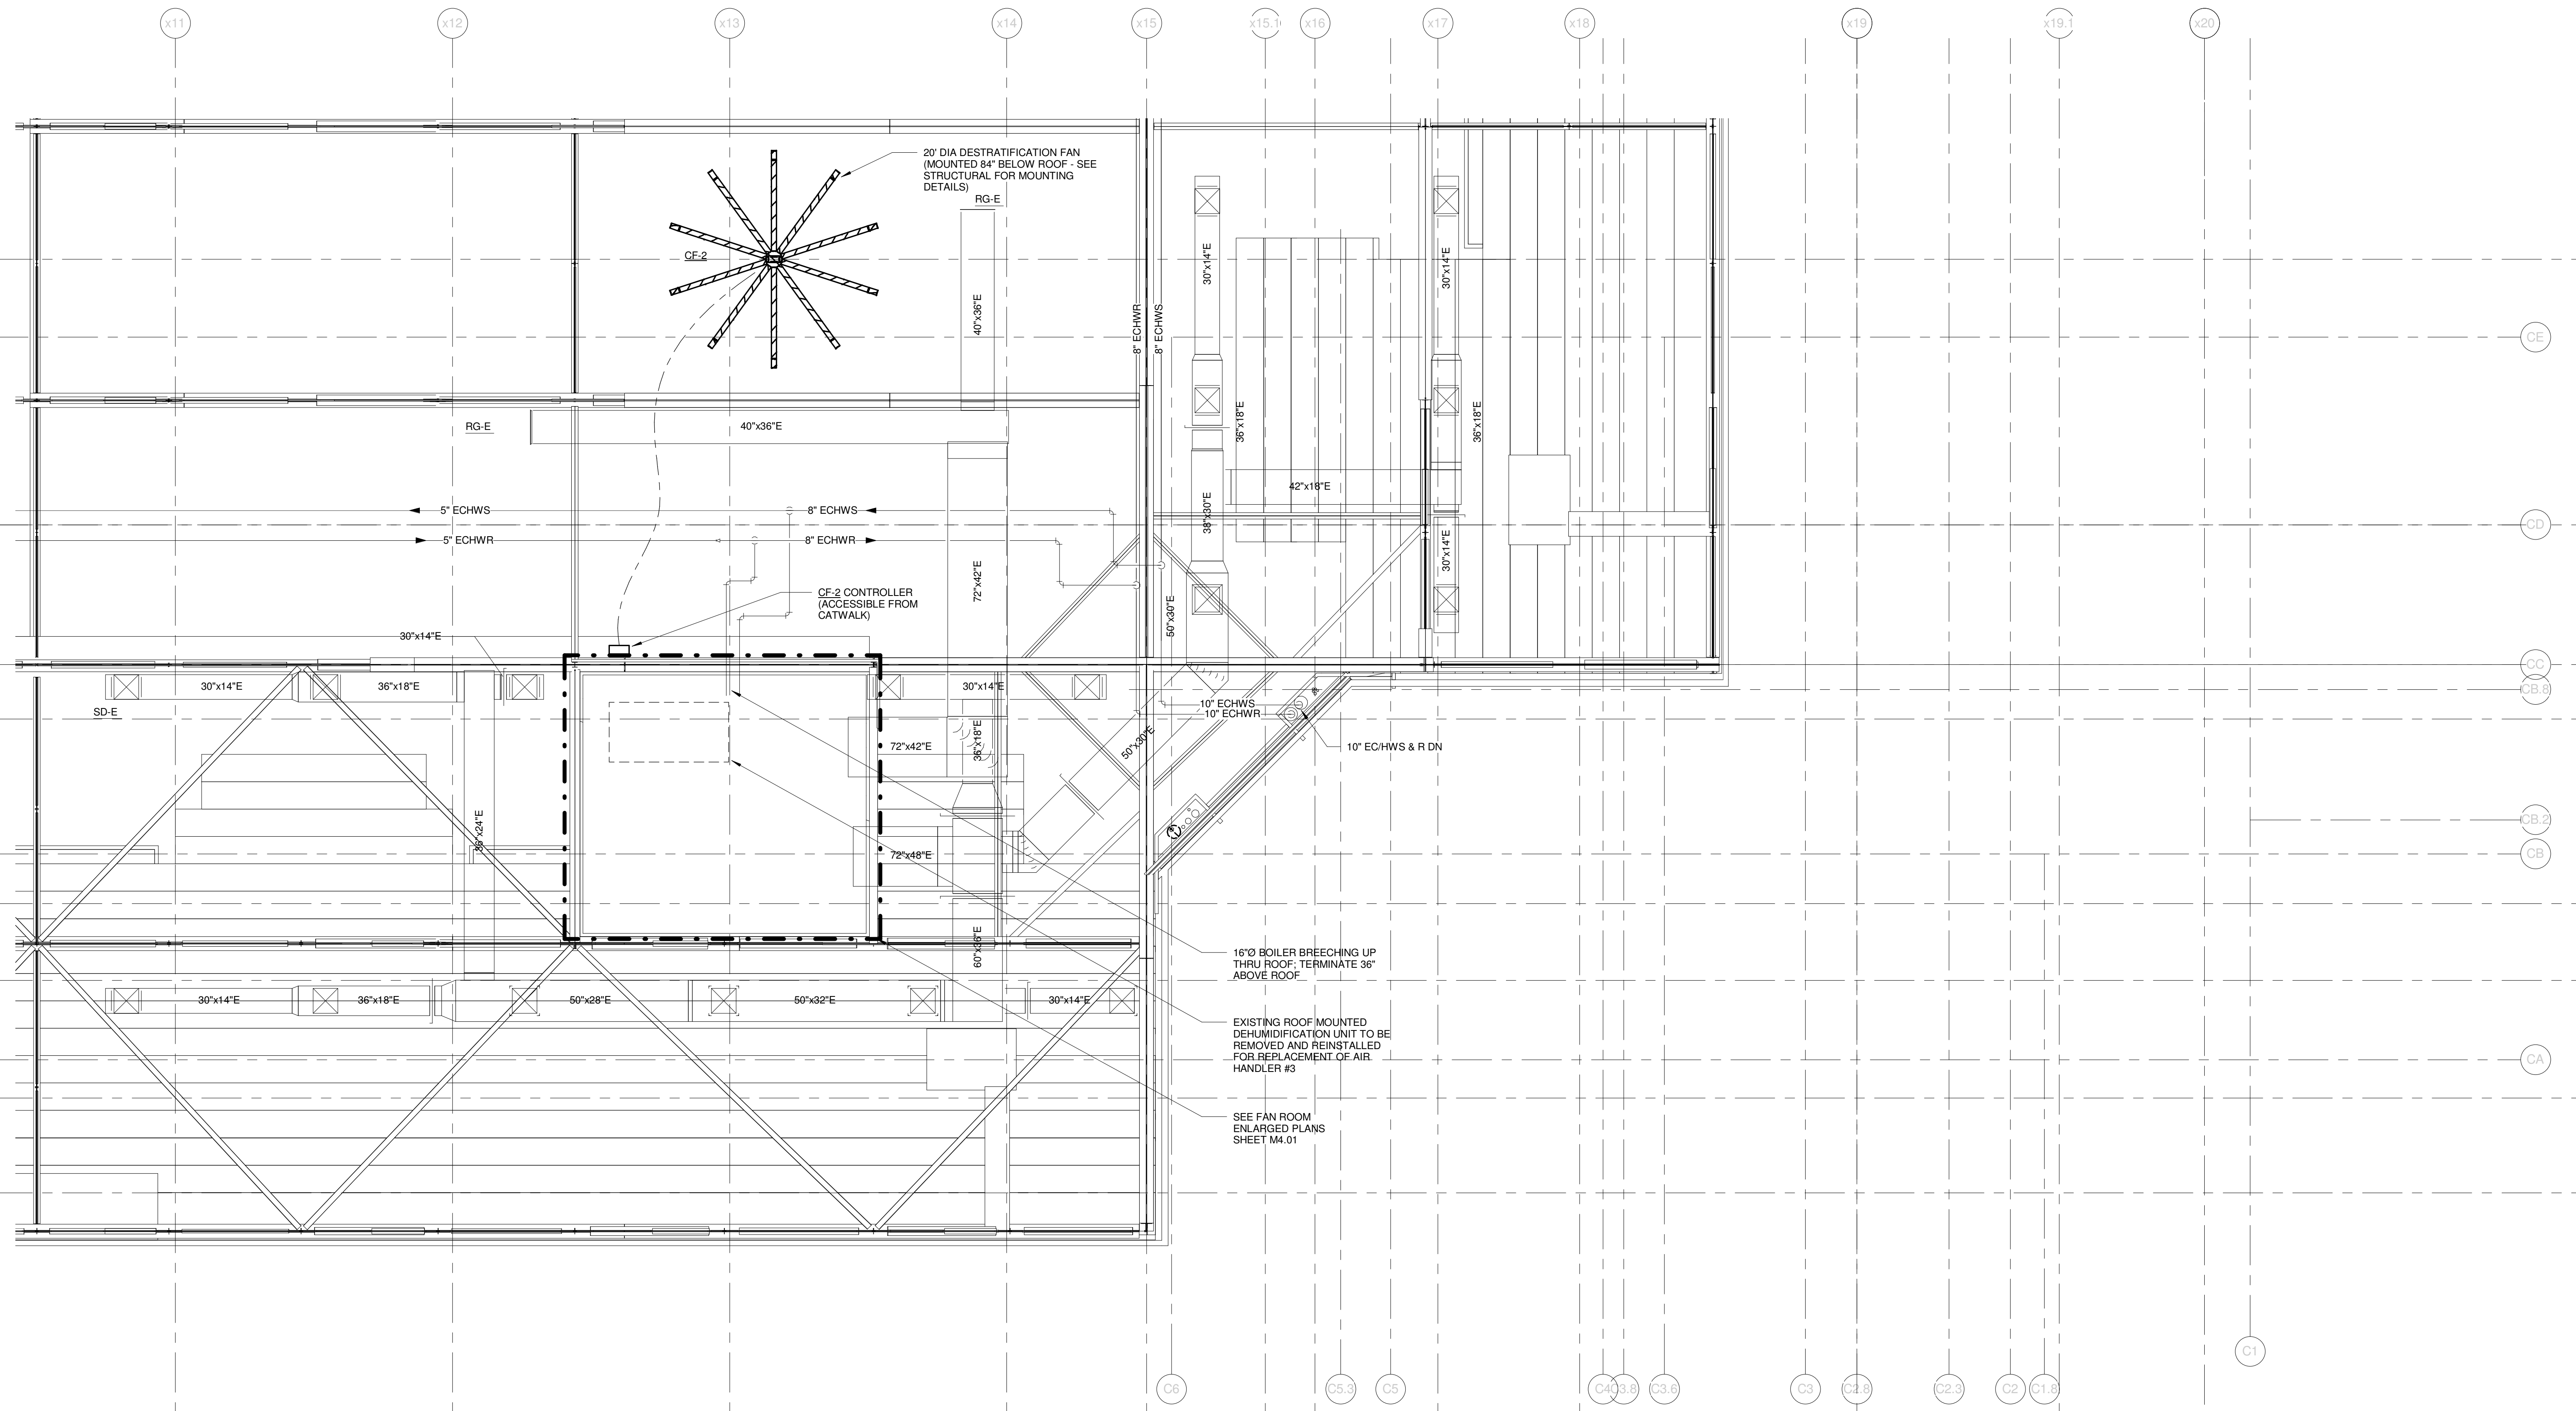 x11
x12
x13
x14
x15
x15.1
x16
x17
x18
x19
x19.1
x20
20' DIA DESTRATIFICATION FAN
(MOUNTED 84" BELOW ROOF - SEE
STRUCTURAL FOR MOUNTING
DETAILS)
RG-E
CF-2
40"x36"E
8" ECHWR
8" ECHWS
30"x14"E
30"x14"E
CE
RG-E
40"x36"E
36"x18"E
36"x18"E
42"x18"E
5" ECHWS
8" ECHWS
38"x30"E
CD
5" ECHWR
8" ECHWR
30"x14"E
72"x42"E
CF-2 CONTROLLER
(ACCESSIBLE FROM
CATWALK)
50"x30"E
30"x14"E
CC
30"x14"E
36"x18"E
30"x14"E
CB.8
SD-E
10" ECHWS
10" ECHWR
36"x18"E
72"x42"E
50"x30"E
10" EC/HWS & R DN
36"x24"E
CB.2
72"x48"E
CB
60"x36"E
16"Ø BOILER BREECHING UP
THRU ROOF; TERMINATE 36"
ABOVE ROOF
30"x14"E
36"x18"E
50"x28"E
50"x32"E
30"x14"E
EXISTING ROOF MOUNTED
DEHUMIDIFICATION UNIT TO BE
REMOVED AND REINSTALLED
FOR REPLACEMENT OF AIR
HANDLER #3
CA
SEE FAN ROOM
ENLARGED PLANS
SHEET M4.01
C1
C6
C5.3
C5
C4
C3.8
C3.6
C3
C2.8
C2.3
C2
C1.8